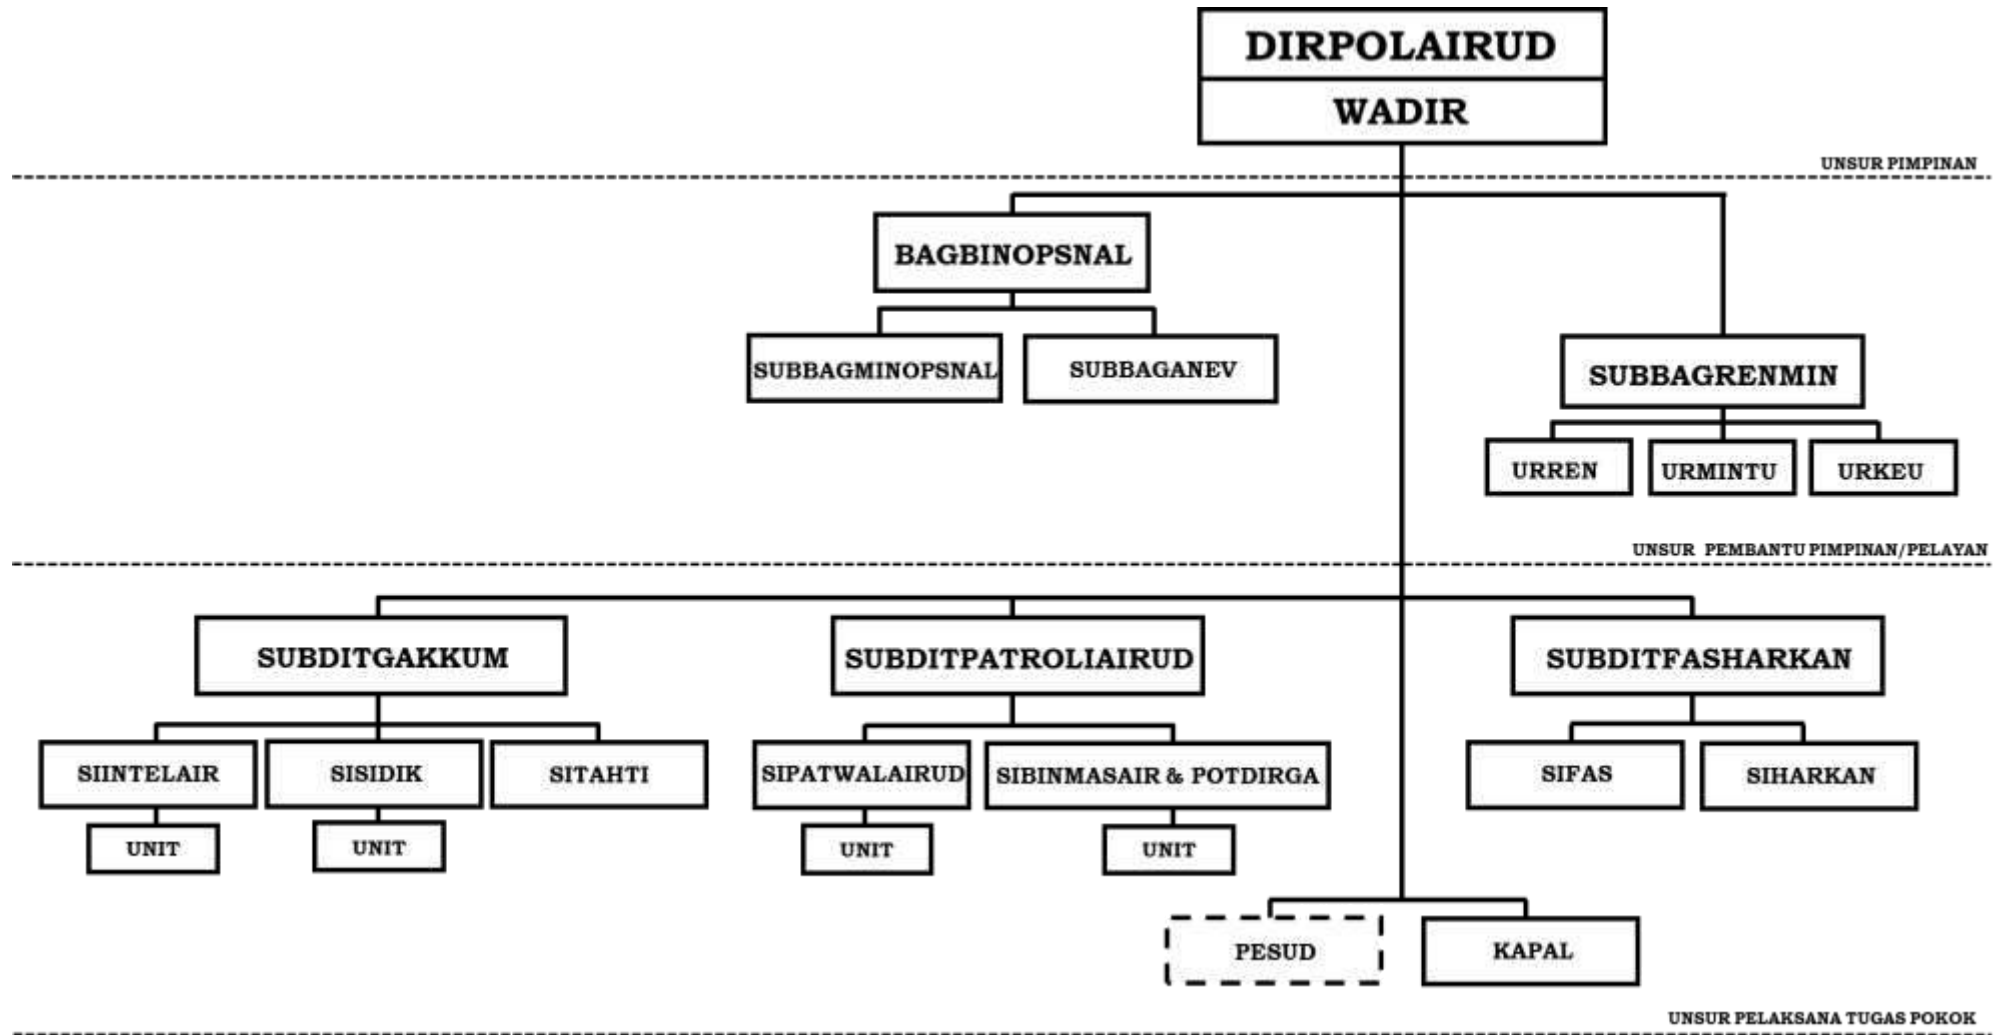 DIRPOLAIRUD
WADIR
UNSUR PIMPINAN
BAGBINOPSNAL
SUBBAGMINOPSNAL
SUBBAGANEV
SUBBAGRENMIN
URREN
URMINTU
URKEU
UNSUR PEMBANTU PIMPINAN/PELAYAN
SUBDITGAKKUM
SUBDITPATROLIAIRUD
SUBDITFASHARKAN
SIINTELAIR
SISIDIK
SITAHTI
SIPATWALAIRUD
SIBINMASAIR & POTDIRGA
SIFAS
SIHARKAN
UNIT
UNIT
UNIT
UNIT
PESUD
KAPAL
UNSUR PELAKSANA TUGAS POKOK